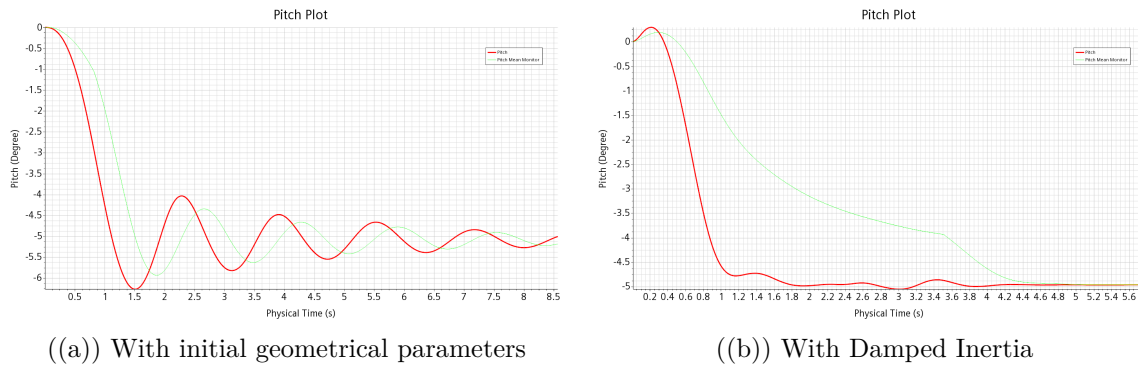 Pitch Plot
Pitch
Pitch Mean Monitor
Pitch (Degree)
0
-0.5
-1
-1.5
-2
-2.5
-3
-3.5
-4
-4.5
-5
-5.5
-6
0.5 1 1.5 2 2.5 3 3.5 4 4.5 5 5.5 6 6.5 7 7.5 8 8.5
Physical Time (s)
((a)) With initial geometrical parameters
Pitch Plot
Pitch
Pitch Mean Monitor
Pitch (Degree)
0
-0.5
-1
-1.5
-2
-2.5
-3
-3.5
-4
-4.5
-5
0.2 0.4 0.6 0.8 1 1.2 1.4 1.6 1.8 2 2.2 2.4 2.6 2.8 3 3.2 3.4 3.6 3.8 4 4.2 4.4 4.6 4.8 5 5.2 5.4 5.6
Physical Time (s)
((b)) With Damped Inertia